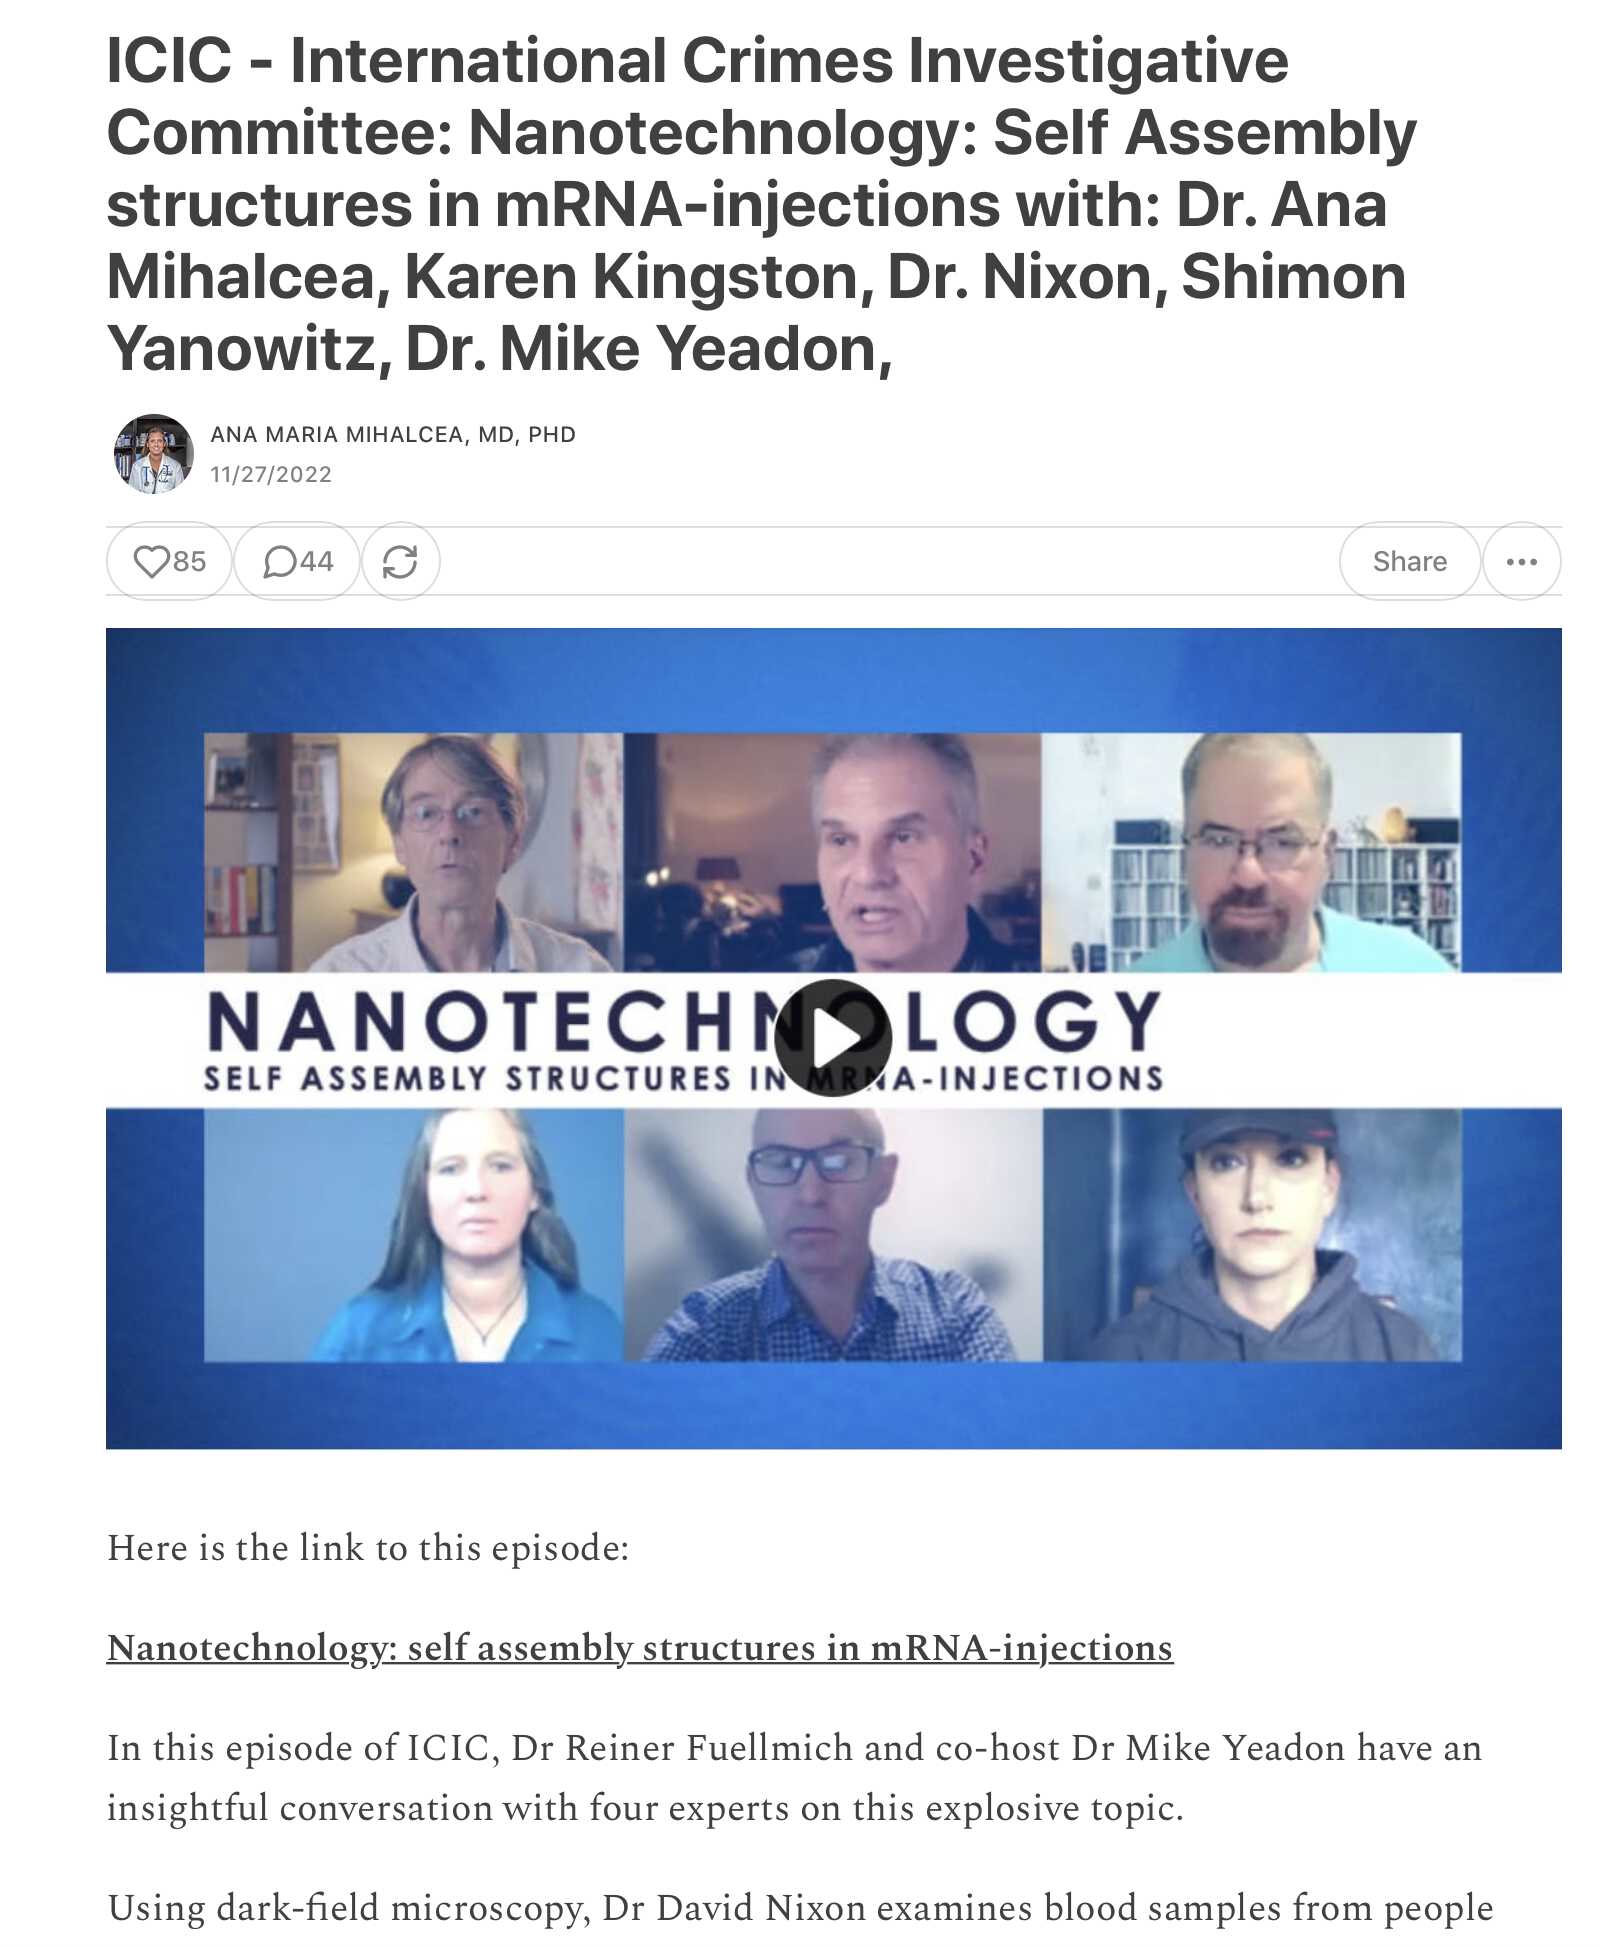 ICIC - International Crimes Investigative
Committee: Nanotechnology: Self Assembly
structures in mRNA-injections with: Dr. Ana
Mihalcea, Karen Kingston, Dr. Nixon, Shimon
Yanowitz, Dr. Mike Yeadon,
ANA MARIA MIHALCEA, MD, PHD
11/27/2022
85
44
Share
NANOTECHNOLOGY
SELF ASSEMBLY STRUCTURES IN MRNA-INJECTIONS
Here is the link to this episode:
Nanotechnology: self assembly structures in mRNA-injections
In this episode of ICIC, Dr Reiner Fuellmich and co-host Dr Mike Yeadon have an
insightful conversation with four experts on this explosive topic.
Using dark-field microscopy, Dr David Nixon examines blood samples from people